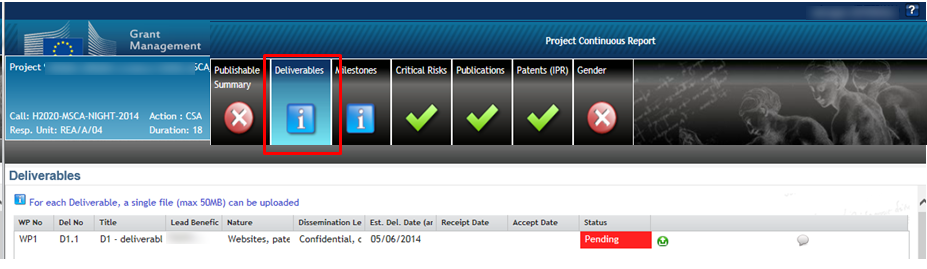 ?
Grant
Management
Project Continuous Report
Project
MSCA
Publishable
Summary
Deliverables
Milestones
Critical Risks
Publications
Patents (IPR)
Gender
Call: H2020-MSCA-NIGHT-2014 Action : CSA
Resp. Unit: REA/A/04 Duration: 18
Deliverables
For each Deliverable, a single file (max 50MB) can be uploaded
WP No Del No Title Lead Benefic Nature Dissemination Le Est. Del. Date (ar Receipt Date Accept Date Status
WP1 D1.1 D1 - deliverabl Websites, pate Confidential, c 05/06/2014 Pending